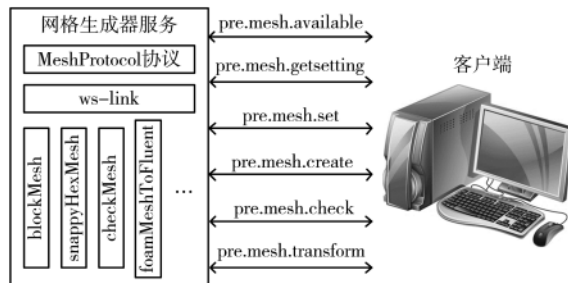 网格生成器服务
MeshProtocol协议
ws-link
blockMesh
snappyHexMesh
checkMesh
foamMeshToFluent
…
pre.mesh.available
pre.mesh.getsetting
pre.mesh.set
pre.mesh.create
pre.mesh.check
pre.mesh.transform
客户端